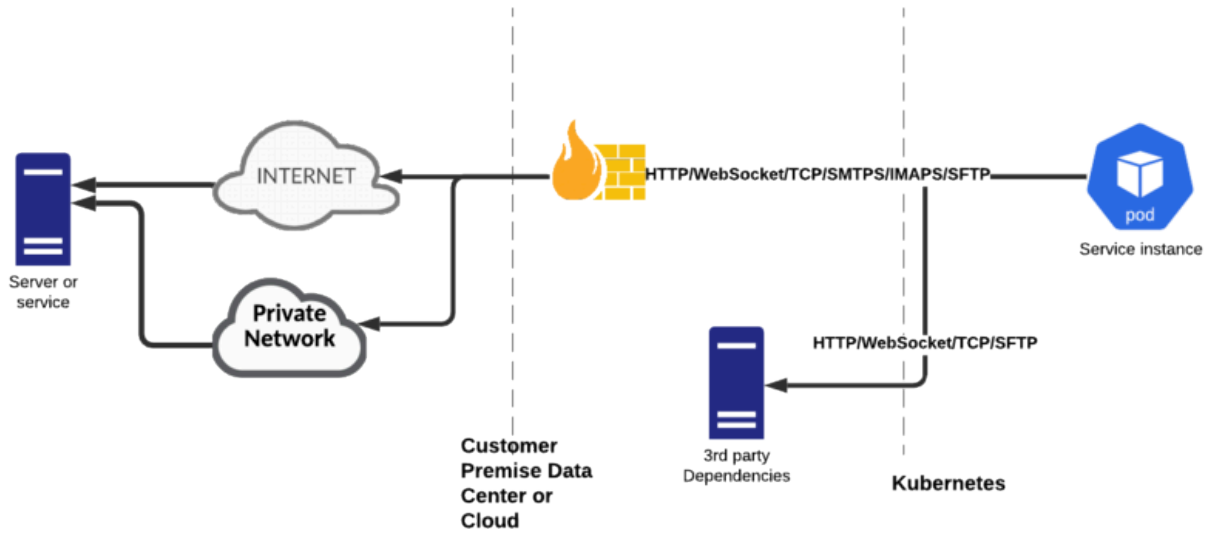 INTERNET
HTTP/WebSocket/TCP/SMTPS/IMAPS/SFTP
pod
Service instance
Server or
service
Private
Network
HTTP/WebSocket/TCP/SFTP
3rd party
Dependencies
Customer
Premise Data
Center or
Cloud
Kubernetes